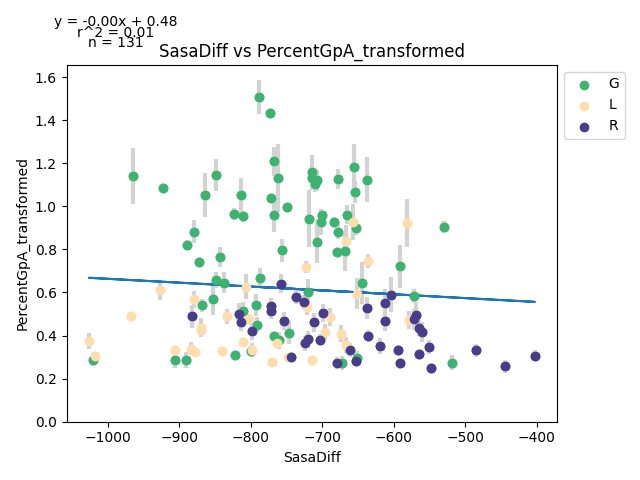 y = -0.00x + 0.48
r^2 = 0.01
n = 131
SasaDiff vs PercentGpA_transformed
G
L
R
PercentGpA_transformed
1.6
1.4
1.2
1.0
0.8
0.6
0.4
0.2
0.0
−1000 −900 −800 −700 −600 −500 −400
SasaDiff